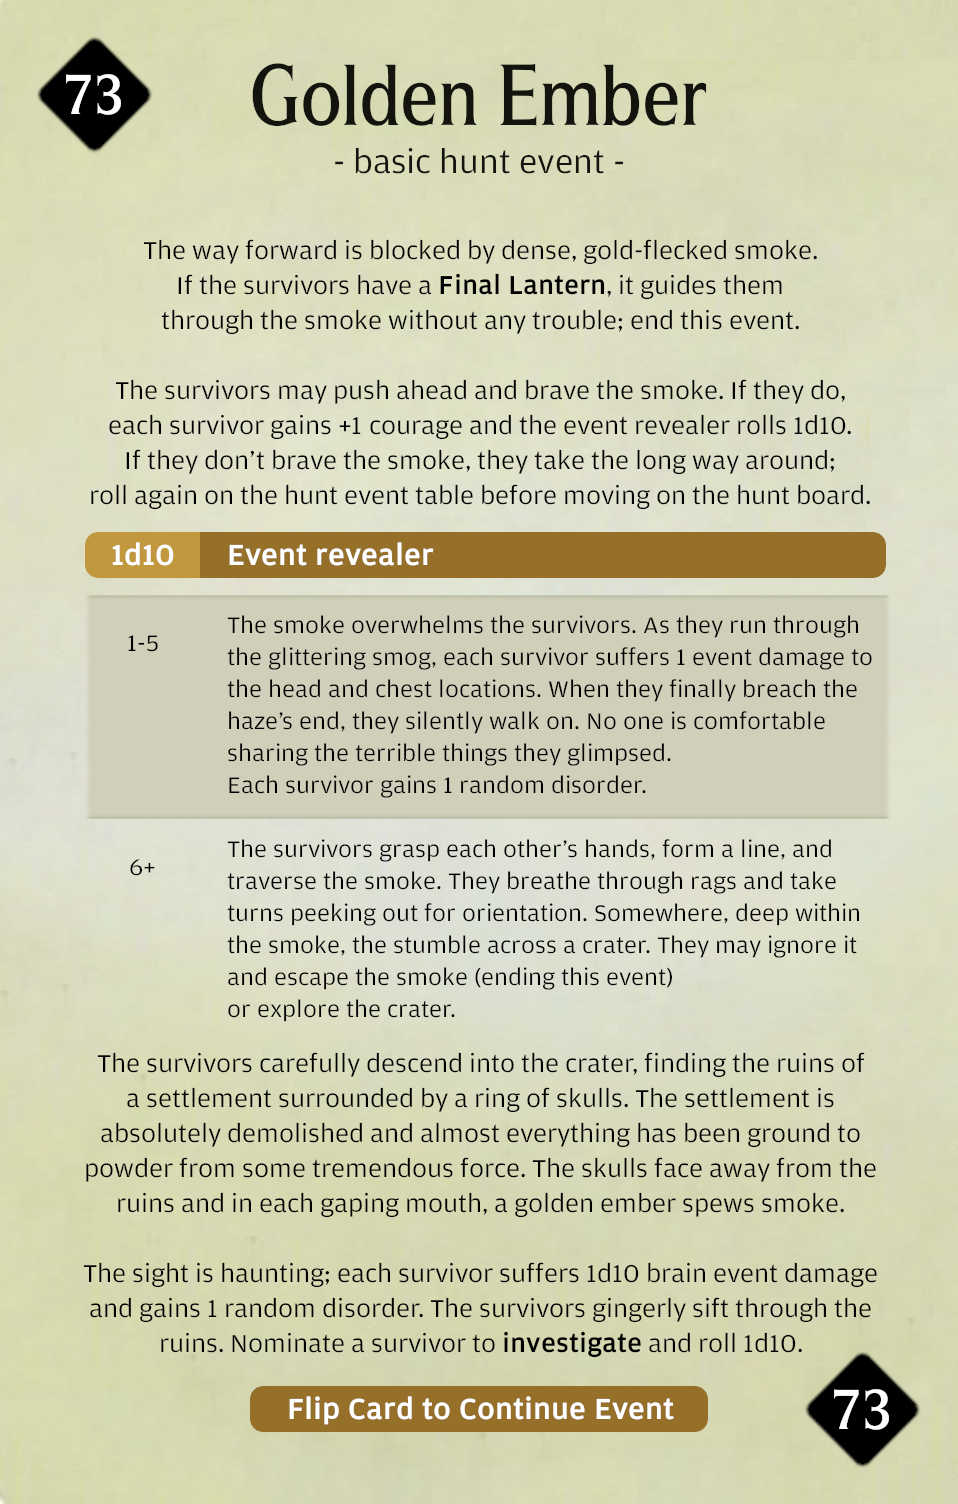 73
Golden Ember
- basic hunt event -
The way forward is blocked by dense, gold-flecked smoke.
If the survivors have a Final Lantern, it guides them
through the smoke without any trouble; end this event.
The survivors may push ahead and brave the smoke. If they do,
each survivor gains +1 courage and the event revealer rolls 1d10.
If they don't brave the smoke, they take the long way around;
roll again on the hunt event table before moving on the hunt board.
1d10 Event revealer
1-5
The smoke overwhelms the survivors. As they run through
the glittering smog, each survivor suffers 1 event damage to
the head and chest locations. When they finally breach the
haze's end, they silently walk on. No one is comfortable
sharing the terrible things they glimpsed.
Each survivor gains 1 random disorder.
6+
The survivors grasp each other's hands, form a line, and
traverse the smoke. They breathe through rags and take
turns peeking out for orientation. Somewhere, deep within
the smoke, the stumble across a crater. They may ignore it
and escape the smoke (ending this event)
or explore the crater.
The survivors carefully descend into the crater, finding the ruins of
a settlement surrounded by a ring of skulls. The settlement is
absolutely demolished and almost everything has been ground to
powder from some tremendous force. The skulls face away from the
ruins and in each gaping mouth, a golden ember spews smoke.
The sight is haunting; each survivor suffers 1d10 brain event damage
and gains 1 random disorder. The survivors gingerly sift through the
ruins. Nominate a survivor to investigate and roll 1d10.
Flip Card to Continue Event
73